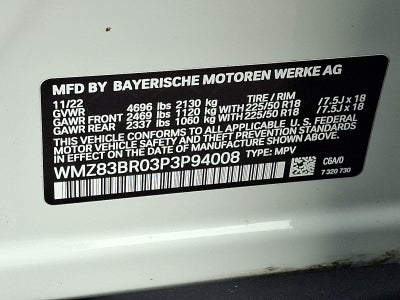 MFD BY BAYERISCHE MOTOREN WERKE AG
11/22 TIRE / RIM
GVWR 4696 lbs 2130 kg
GAWR FRONT 2469 lbs 1120 kg WITH 225/50 R18 /7.5J x 18
GAWR REAR 2337 lbs 1060 kg WITH 225/50 R18 /7.5J x 18
THIS VEHICLE CONFORMS TO ALL APPLICABLE U.S. FEDERAL
MOTOR VEHICLE SAFETY AND THEFT PREVENTION STANDARDS
IN EFFECT ON THE DATE OF MANUFACTURE SHOWN ABOVE.
WMZ83BR03P3P94008 TYPE: MPV
C6A/0
7 320 730